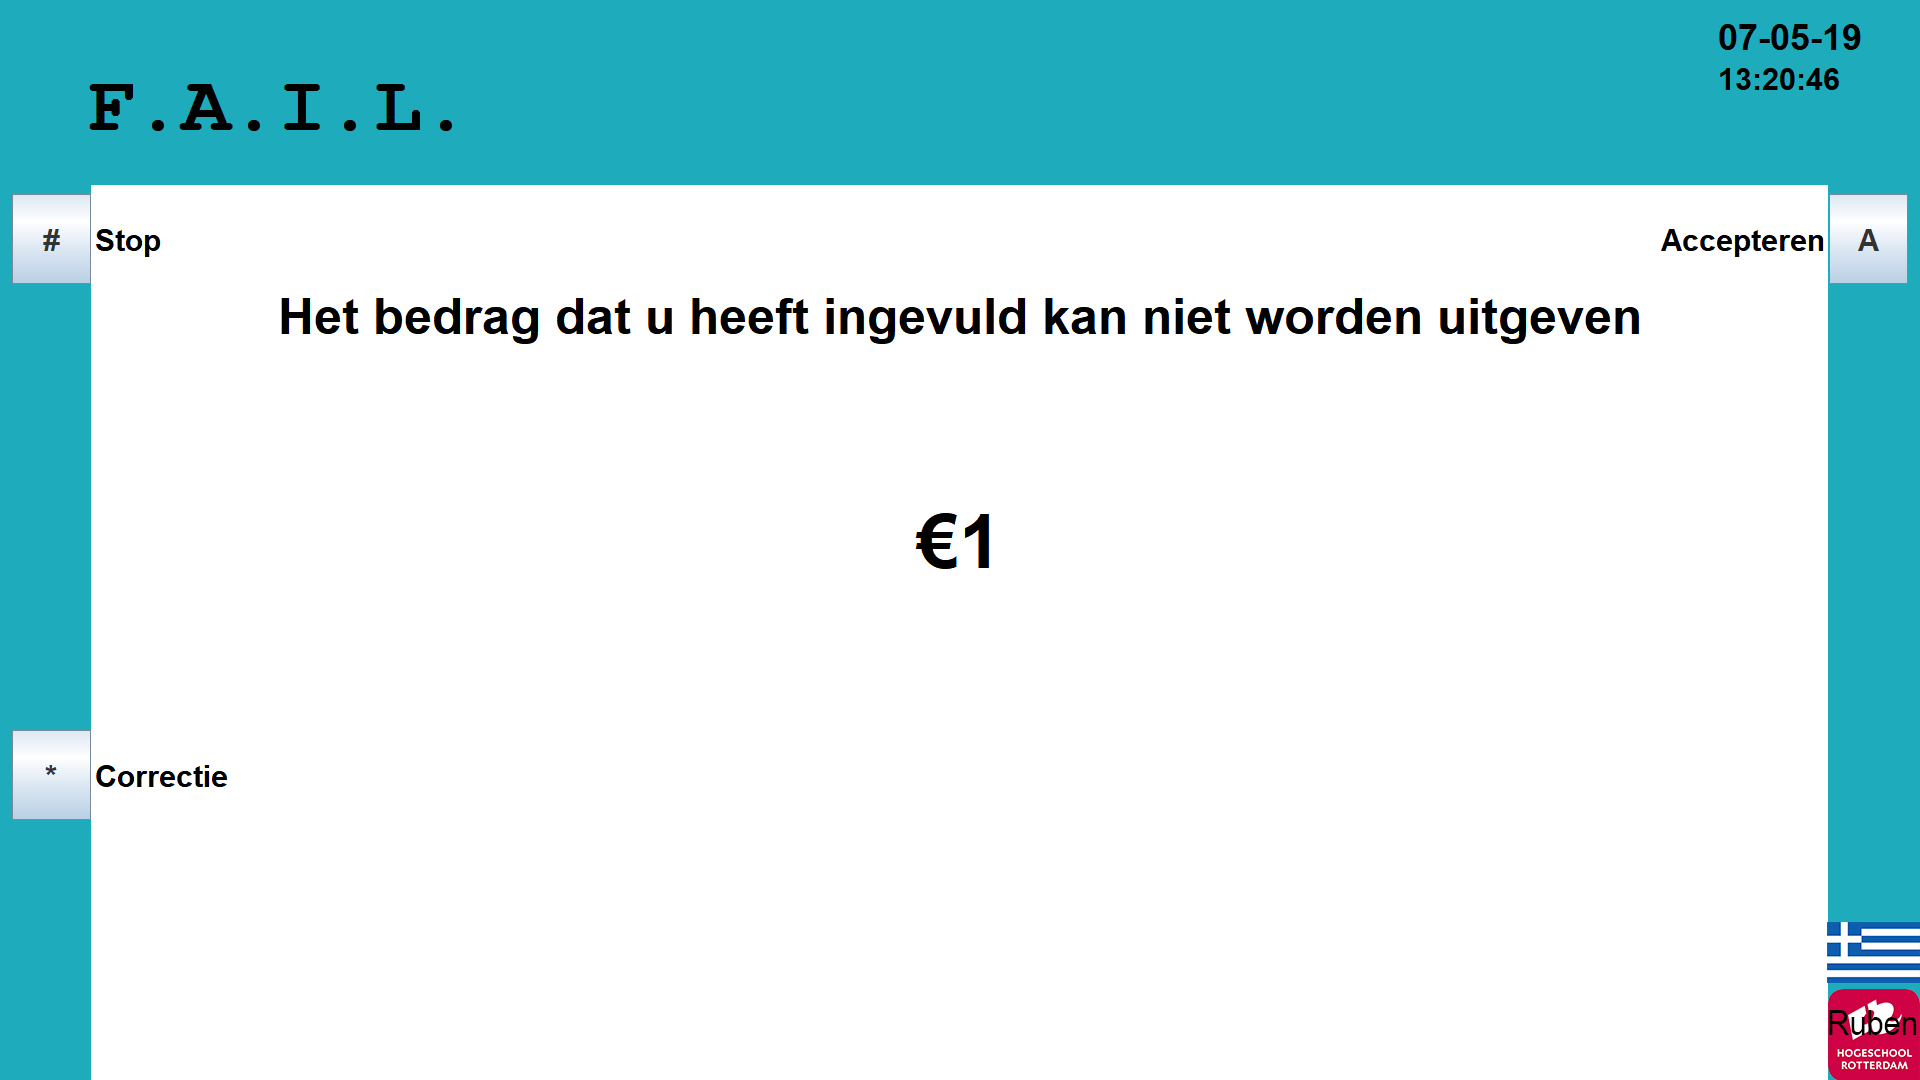 07-05-19
13:20:46
F.A.I.L.
# Stop
Accepteren A
Het bedrag dat u heeft ingevuld kan niet worden uitgeven
€1
* Correctie
Ruben
HOGESCHOOL
ROTTERDAM